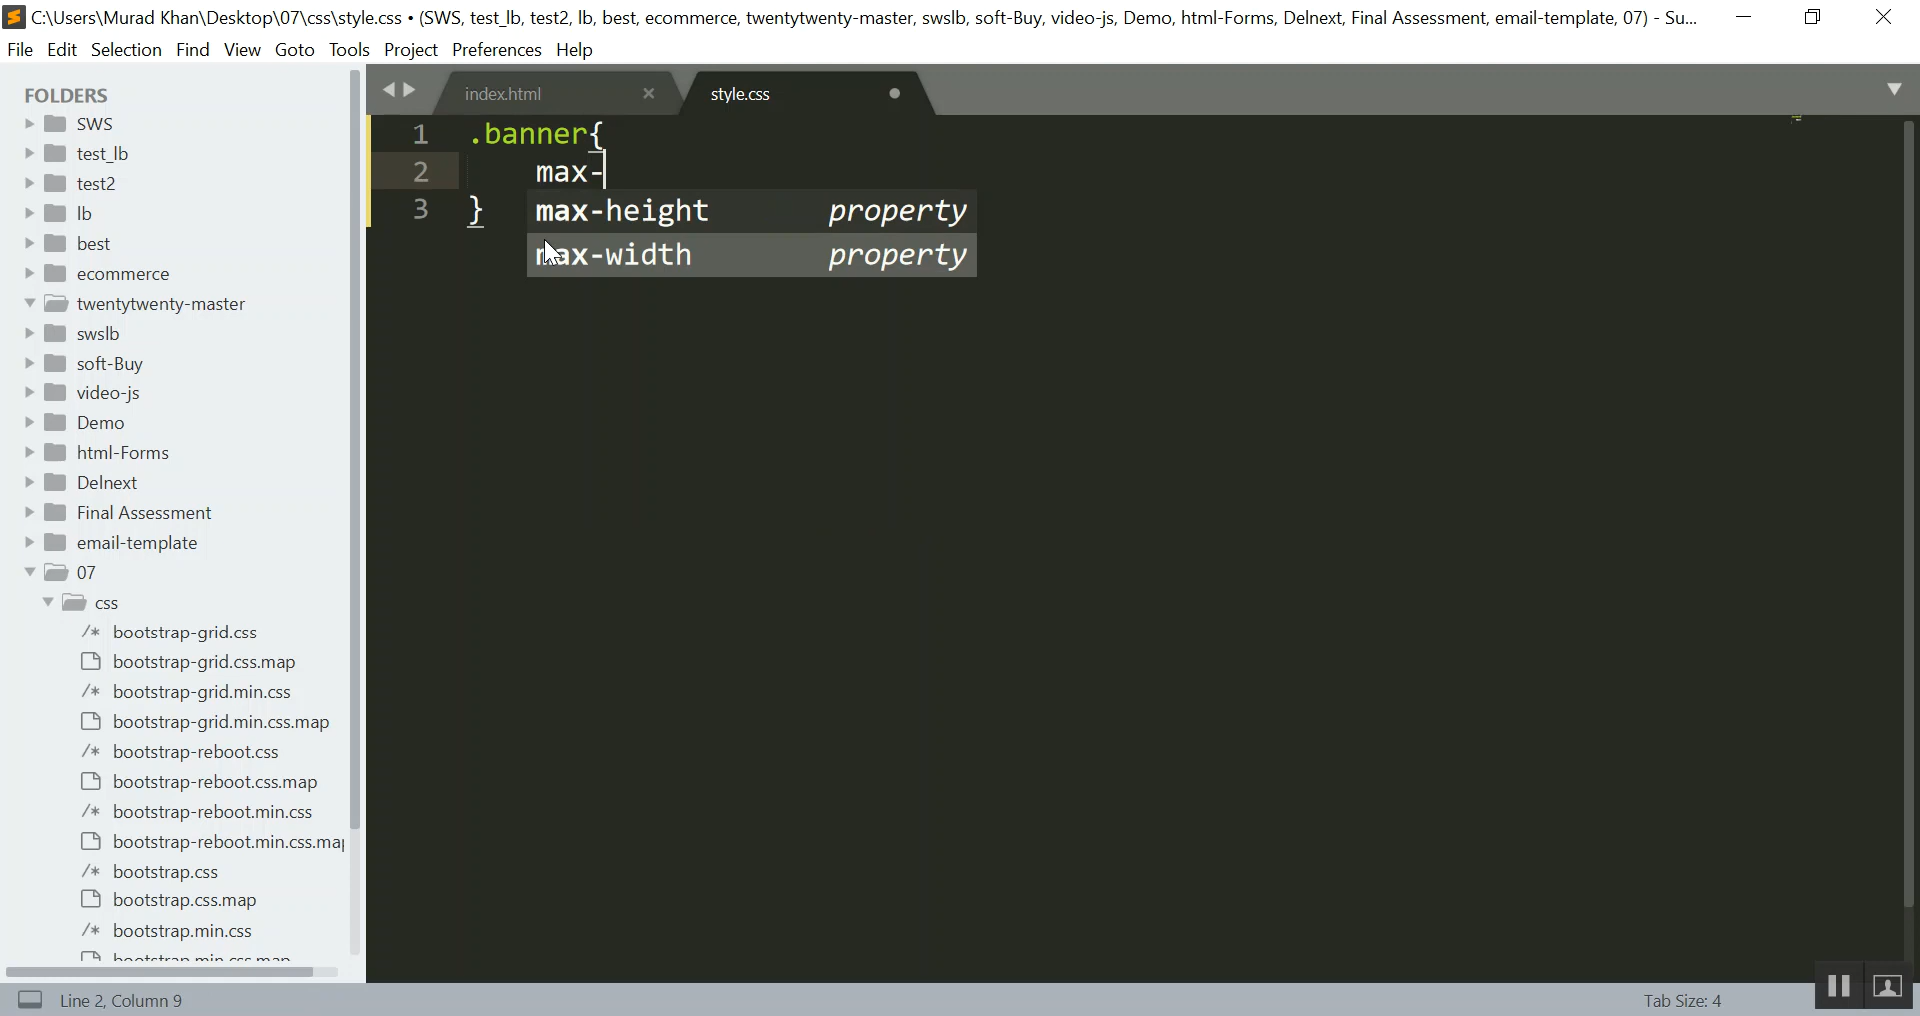 C:\Users\Murad Khan\Desktop\07\css\style.css • (SWS, test_lb, test2, lb, best, ecommerce, twentytwenty-master, swslb, soft-Buy, video-js, Demo, html-Forms, Delnext, Final Assessment, email-template, 07) - Su...
File Edit Selection Find View Goto Tools Project Preferences Help
FOLDERS
SWS
test_lb
test2
lb
best
ecommerce
twentytwenty-master
swslb
soft-Buy
video-js
Demo
html-Forms
Delnext
Final Assessment
email-template
07
css
/* bootstrap-grid.css
bootstrap-grid.css.map
/* bootstrap-grid.min.css
bootstrap-grid.min.css.map
/* bootstrap-reboot.css
bootstrap-reboot.css.map
/* bootstrap-reboot.min.css
bootstrap-reboot.min.css.ma
/* bootstrap.css
bootstrap.css.map
/* bootstrap.min.css
bootstrap.min.css.map
index.html × style.css
1 .banner{
2 max-
3 }
max-height property
max-width property
Line 2, Column 9
Tab Size: 4